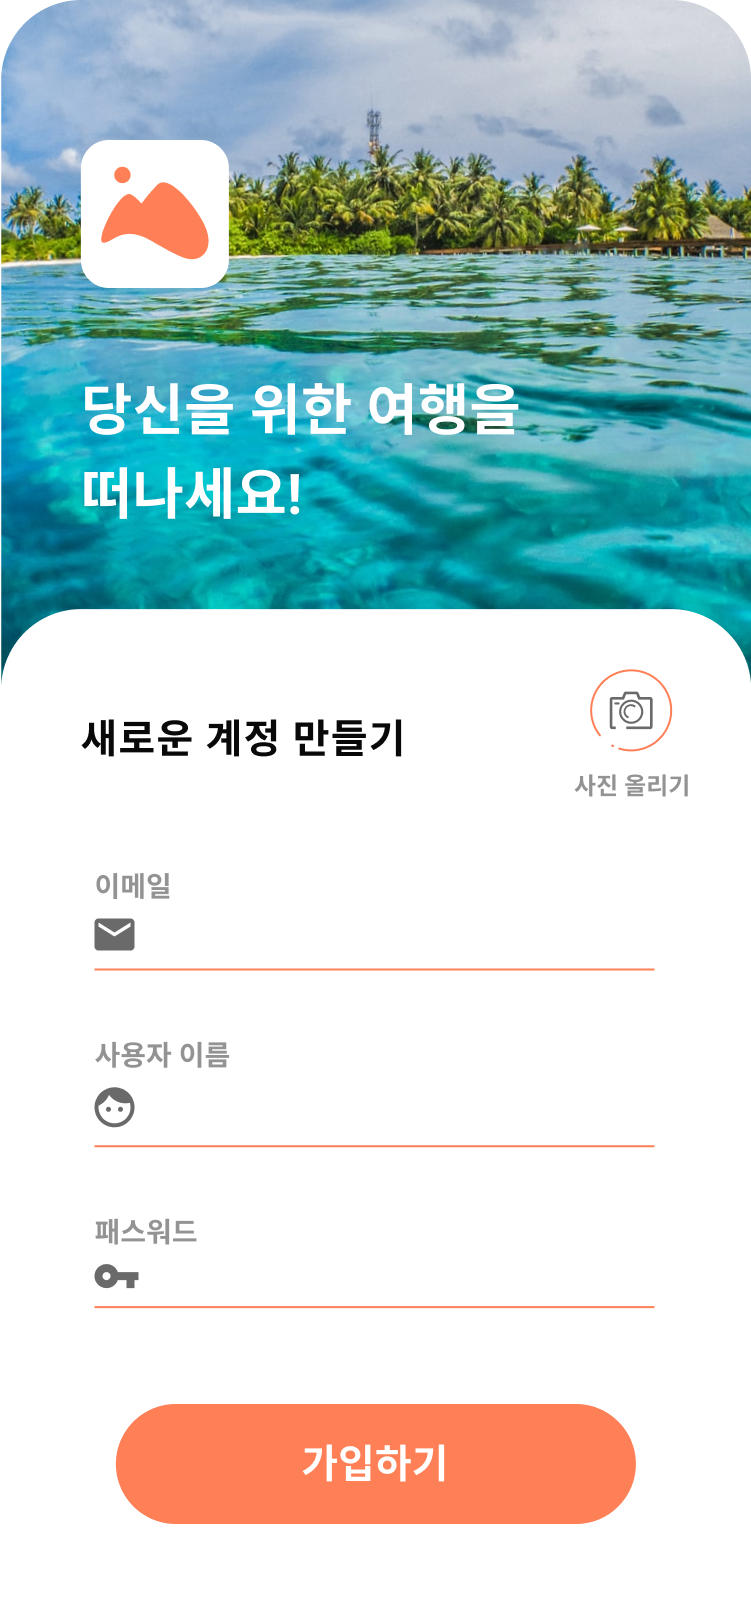 당신을 위한 여행을
떠나세요!
새로운 계정 만들기
사진 올리기
이메일
사용자 이름
패스워드
가입하기